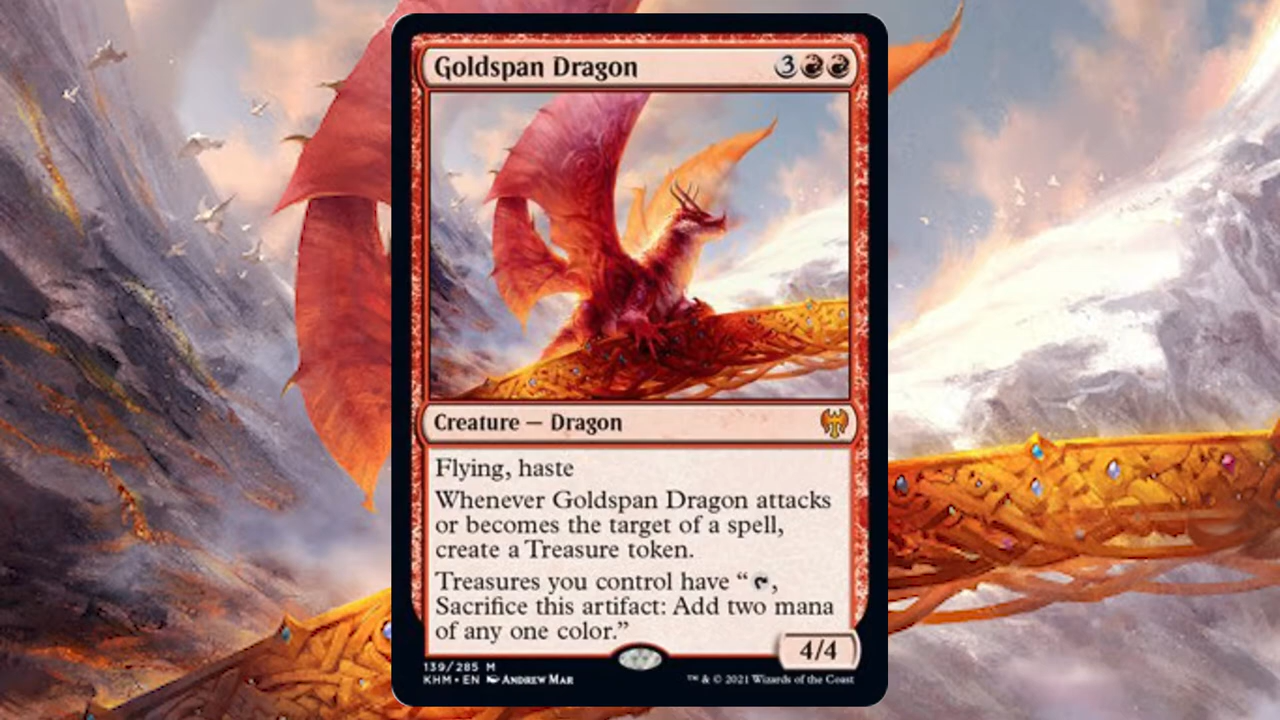 Goldspan Dragon 3
Creature — Dragon
Flying, haste
Whenever Goldspan Dragon attacks
or becomes the target of a spell,
create a Treasure token.
Treasures you control have “ ,
Sacrifice this artifact: Add two mana
of any one color.”
4/4
139/285 M
KHM • EN Andrew Mar
™ & © 2021 Wizards of the Coast